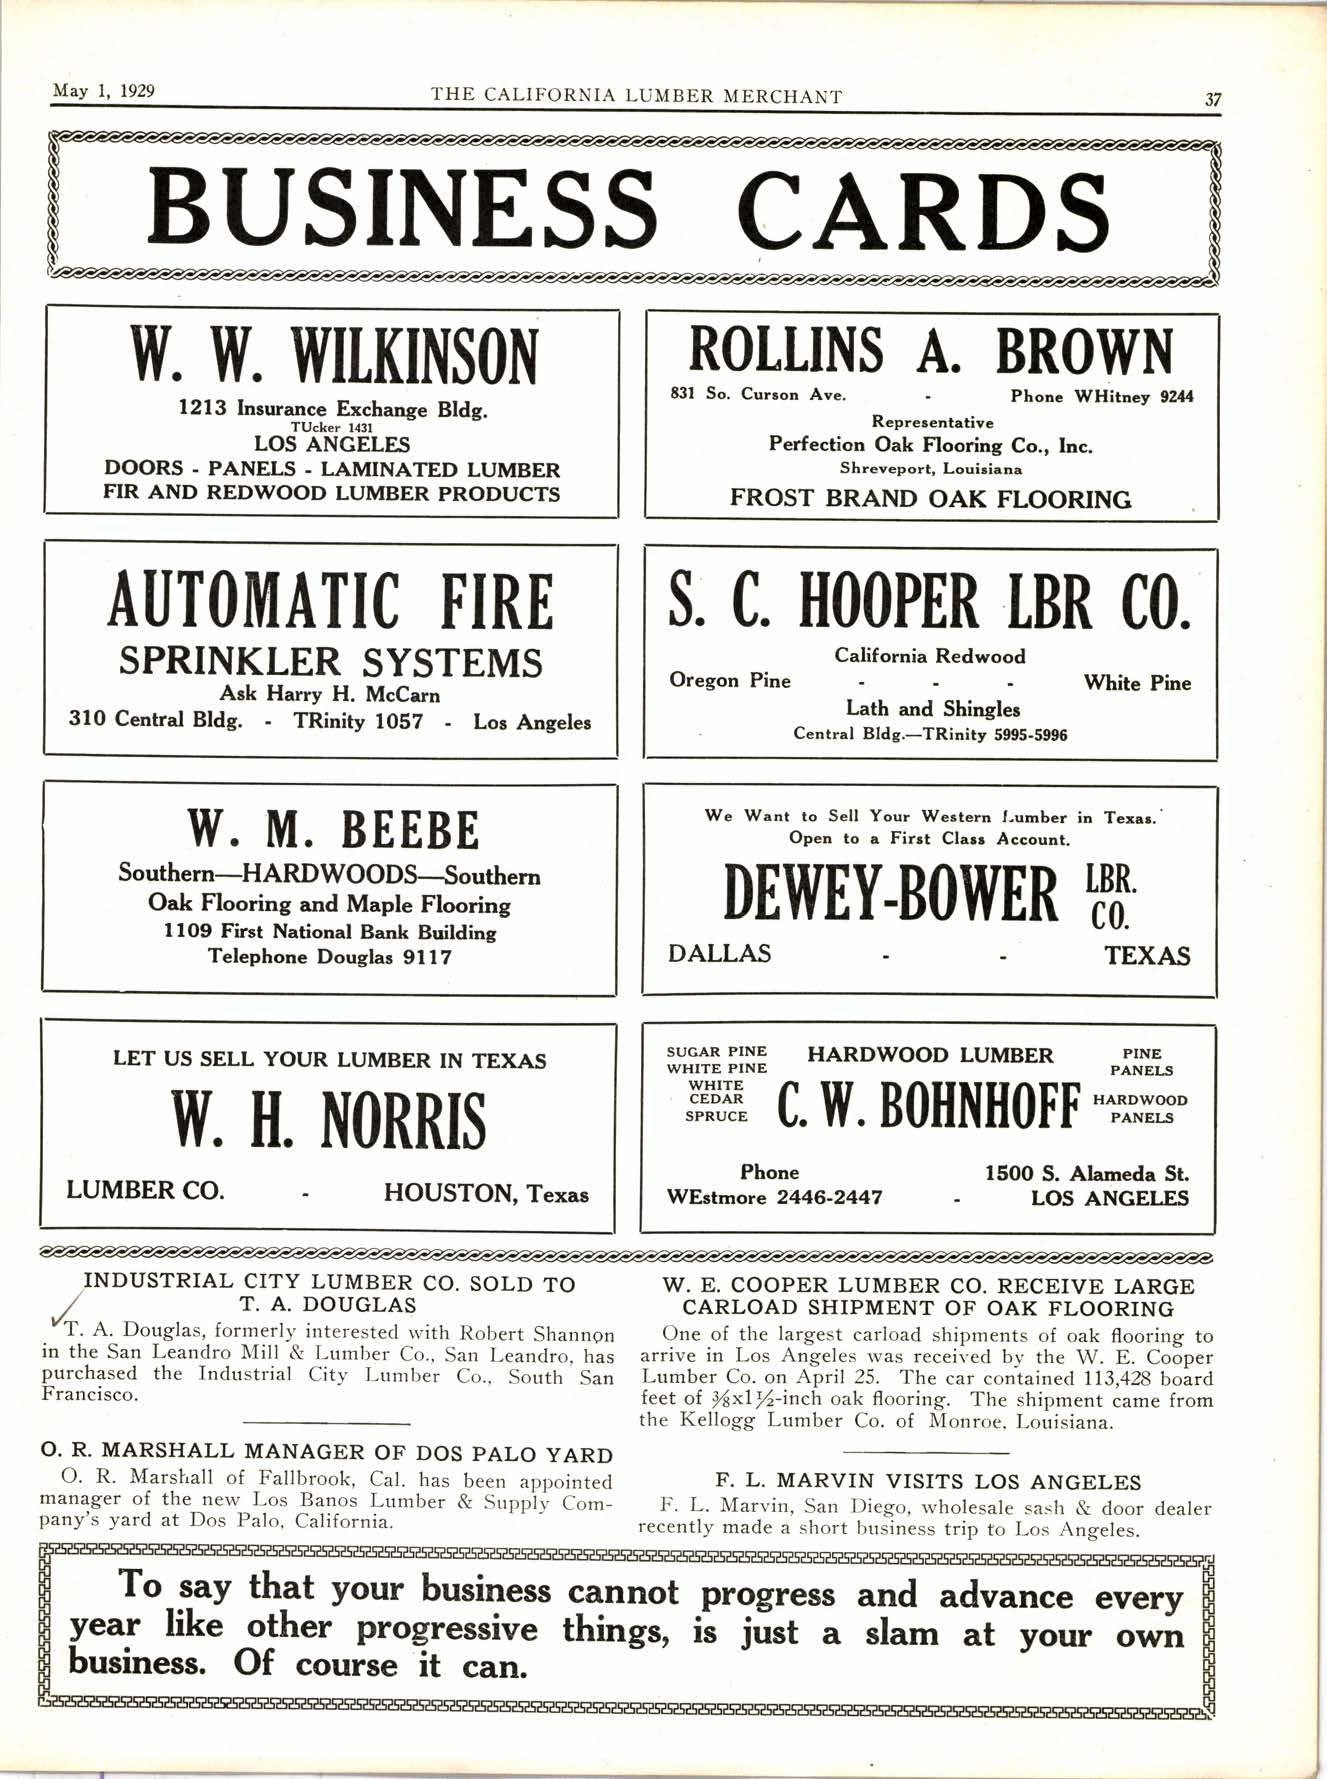 May 1, 1929
THE CALIFORNIA LUMBER MERCHANT
37
BUSINESS CARDS
W. W. WILKINSON
1213 Insurance Exchange Bldg.
TUcker 1431
LOS ANGELES
DOORS - PANELS - LAMINATED LUMBER
FIR AND REDWOOD LUMBER PRODUCTS
ROLLINS A. BROWN
831 So. Curson Ave. - Phone WHitney 9244
Representative
Perfection Oak Flooring Co., Inc.
Shreveport, Louisiana
FROST BRAND OAK FLOORING
AUTOMATIC FIRE
SPRINKLER SYSTEMS
Ask Harry H. McCarn
310 Central Bldg. - TRinity 1057 - Los Angeles
S. C. HOOPER LBR CO.
California Redwood
Oregon Pine - - - White Pine
Lath and Shingles
Central Bldg.—TRinity 5995-5996
W. M. BEEBE
Southern—HARDWOODS—Southern
Oak Flooring and Maple Flooring
1109 First National Bank Building
Telephone Douglas 9117
We Want to Sell Your Western Lumber in Texas.
Open to a First Class Account.
DEWEY-BOWER LBR. CO.
DALLAS - - TEXAS
LET US SELL YOUR LUMBER IN TEXAS
W. H. NORRIS
LUMBER CO. - HOUSTON, Texas
SUGAR PINE
WHITE PINE
WHITE
CEDAR
SPRUCE
HARDWOOD LUMBER
C. W. BOHNHOFF
PINE
PANELS
HARDWOOD
PANELS
Phone 1500 S. Alameda St.
WEstmore 2446-2447 - LOS ANGELES
INDUSTRIAL CITY LUMBER CO. SOLD TO
T. A. DOUGLAS
T. A. Douglas, formerly interested with Robert Shannon
in the San Leandro Mill & Lumber Co., San Leandro, has
purchased the Industrial City Lumber Co., South San
Francisco.
O. R. MARSHALL MANAGER OF DOS PALO YARD
O. R. Marshall of Fallbrook, Cal. has been appointed
manager of the new Los Banos Lumber & Supply Com-
pany's yard at Dos Palo, California.
W. E. COOPER LUMBER CO. RECEIVE LARGE
CARLOAD SHIPMENT OF OAK FLOORING
One of the largest carload shipments of oak flooring to
arrive in Los Angeles was received by the W. E. Cooper
Lumber Co. on April 25. The car contained 113,428 board
feet of ⅜x1½-inch oak flooring. The shipment came from
the Kellogg Lumber Co. of Monroe, Louisiana.
F. L. MARVIN VISITS LOS ANGELES
F. L. Marvin, San Diego, wholesale sash & door dealer
recently made a short business trip to Los Angeles.
To say that your business cannot progress and advance every
year like other progressive things, is just a slam at your own
business. Of course it can.